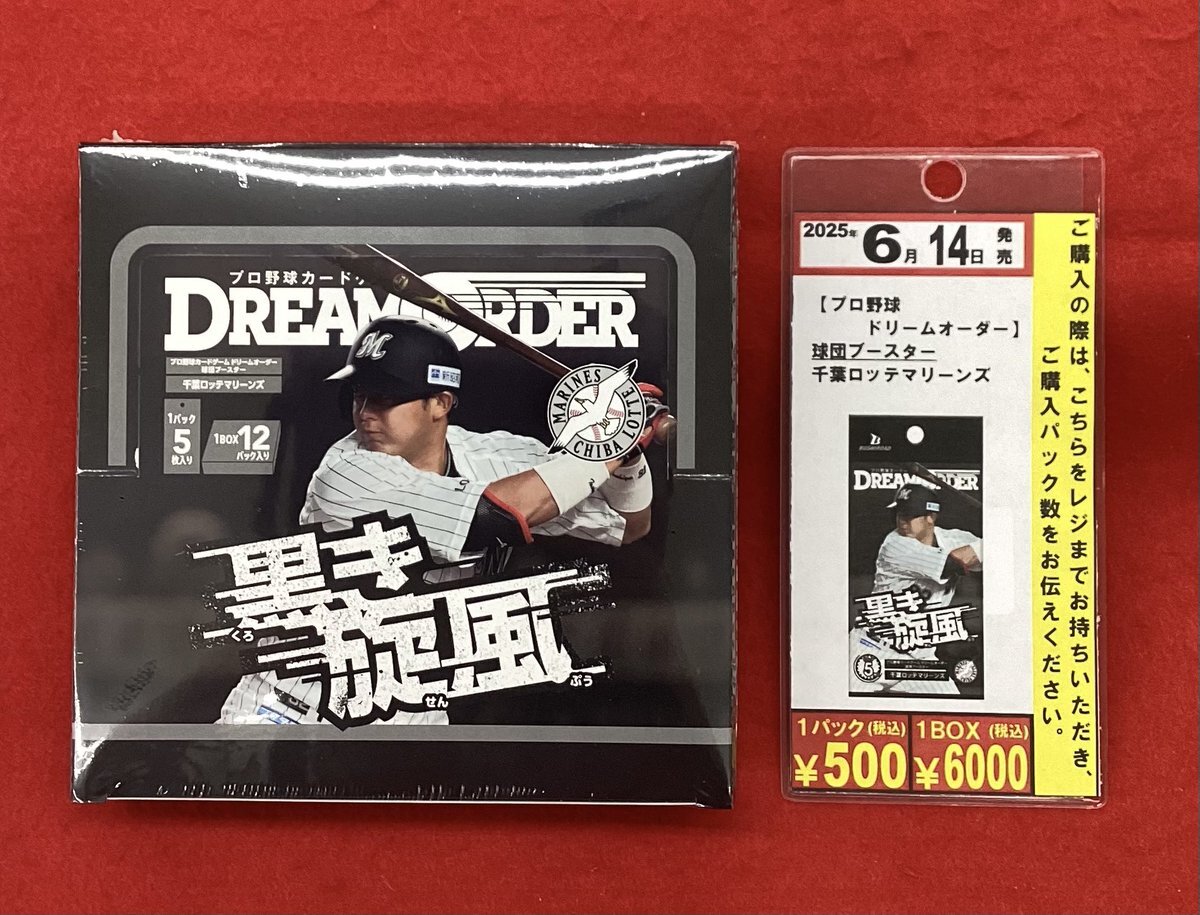 プロ野球カード
DREAM ORDER
プロ野球カードゲーム ドリームオーダー
球団ブースター
千葉ロッテマリーンズ
1パック
5
枚入り
1BOX12
パック入り
M
MARINES
CHIBA LOTTE
黒き
くろ
旋風
せん
ぷう
2025年6月14日発売
【プロ野球
ドリームオーダー】
球団ブースター
千葉ロッテマリーンズ
BUSHIROAD
DREAM ORDER
黒き
旋風
5
千葉ロッテマリーンズ
1パック(税込)
¥500
1BOX (税込)
¥6000
ご購入の際は、こちらをレジまでお持ちいただき、
ご購入パック数をお伝えください。